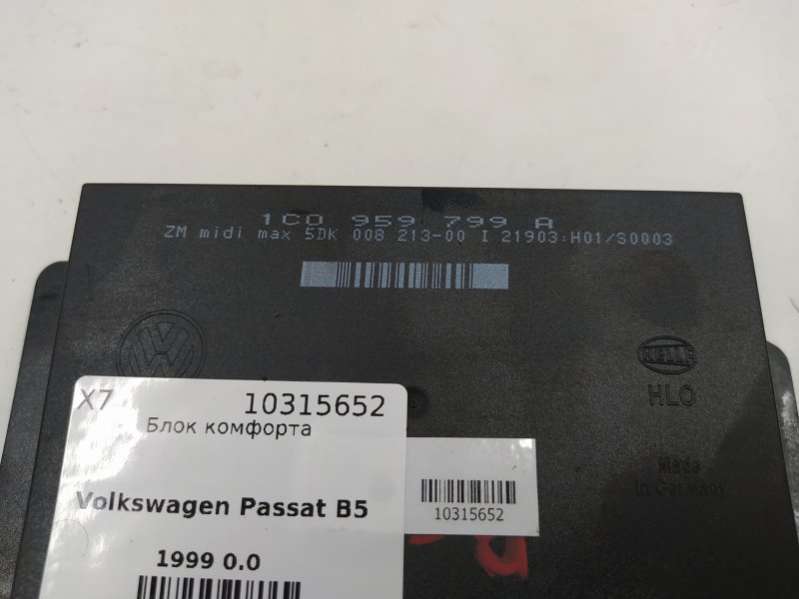 1C0 959 799 A
ZM midi max 5DK 008 213-00 I 21903:H01/S0003
HELLA
HLO
Made
in Germany
X7 10315652
Блок комфорта
Volkswagen Passat B5
1999 0.0
10315652